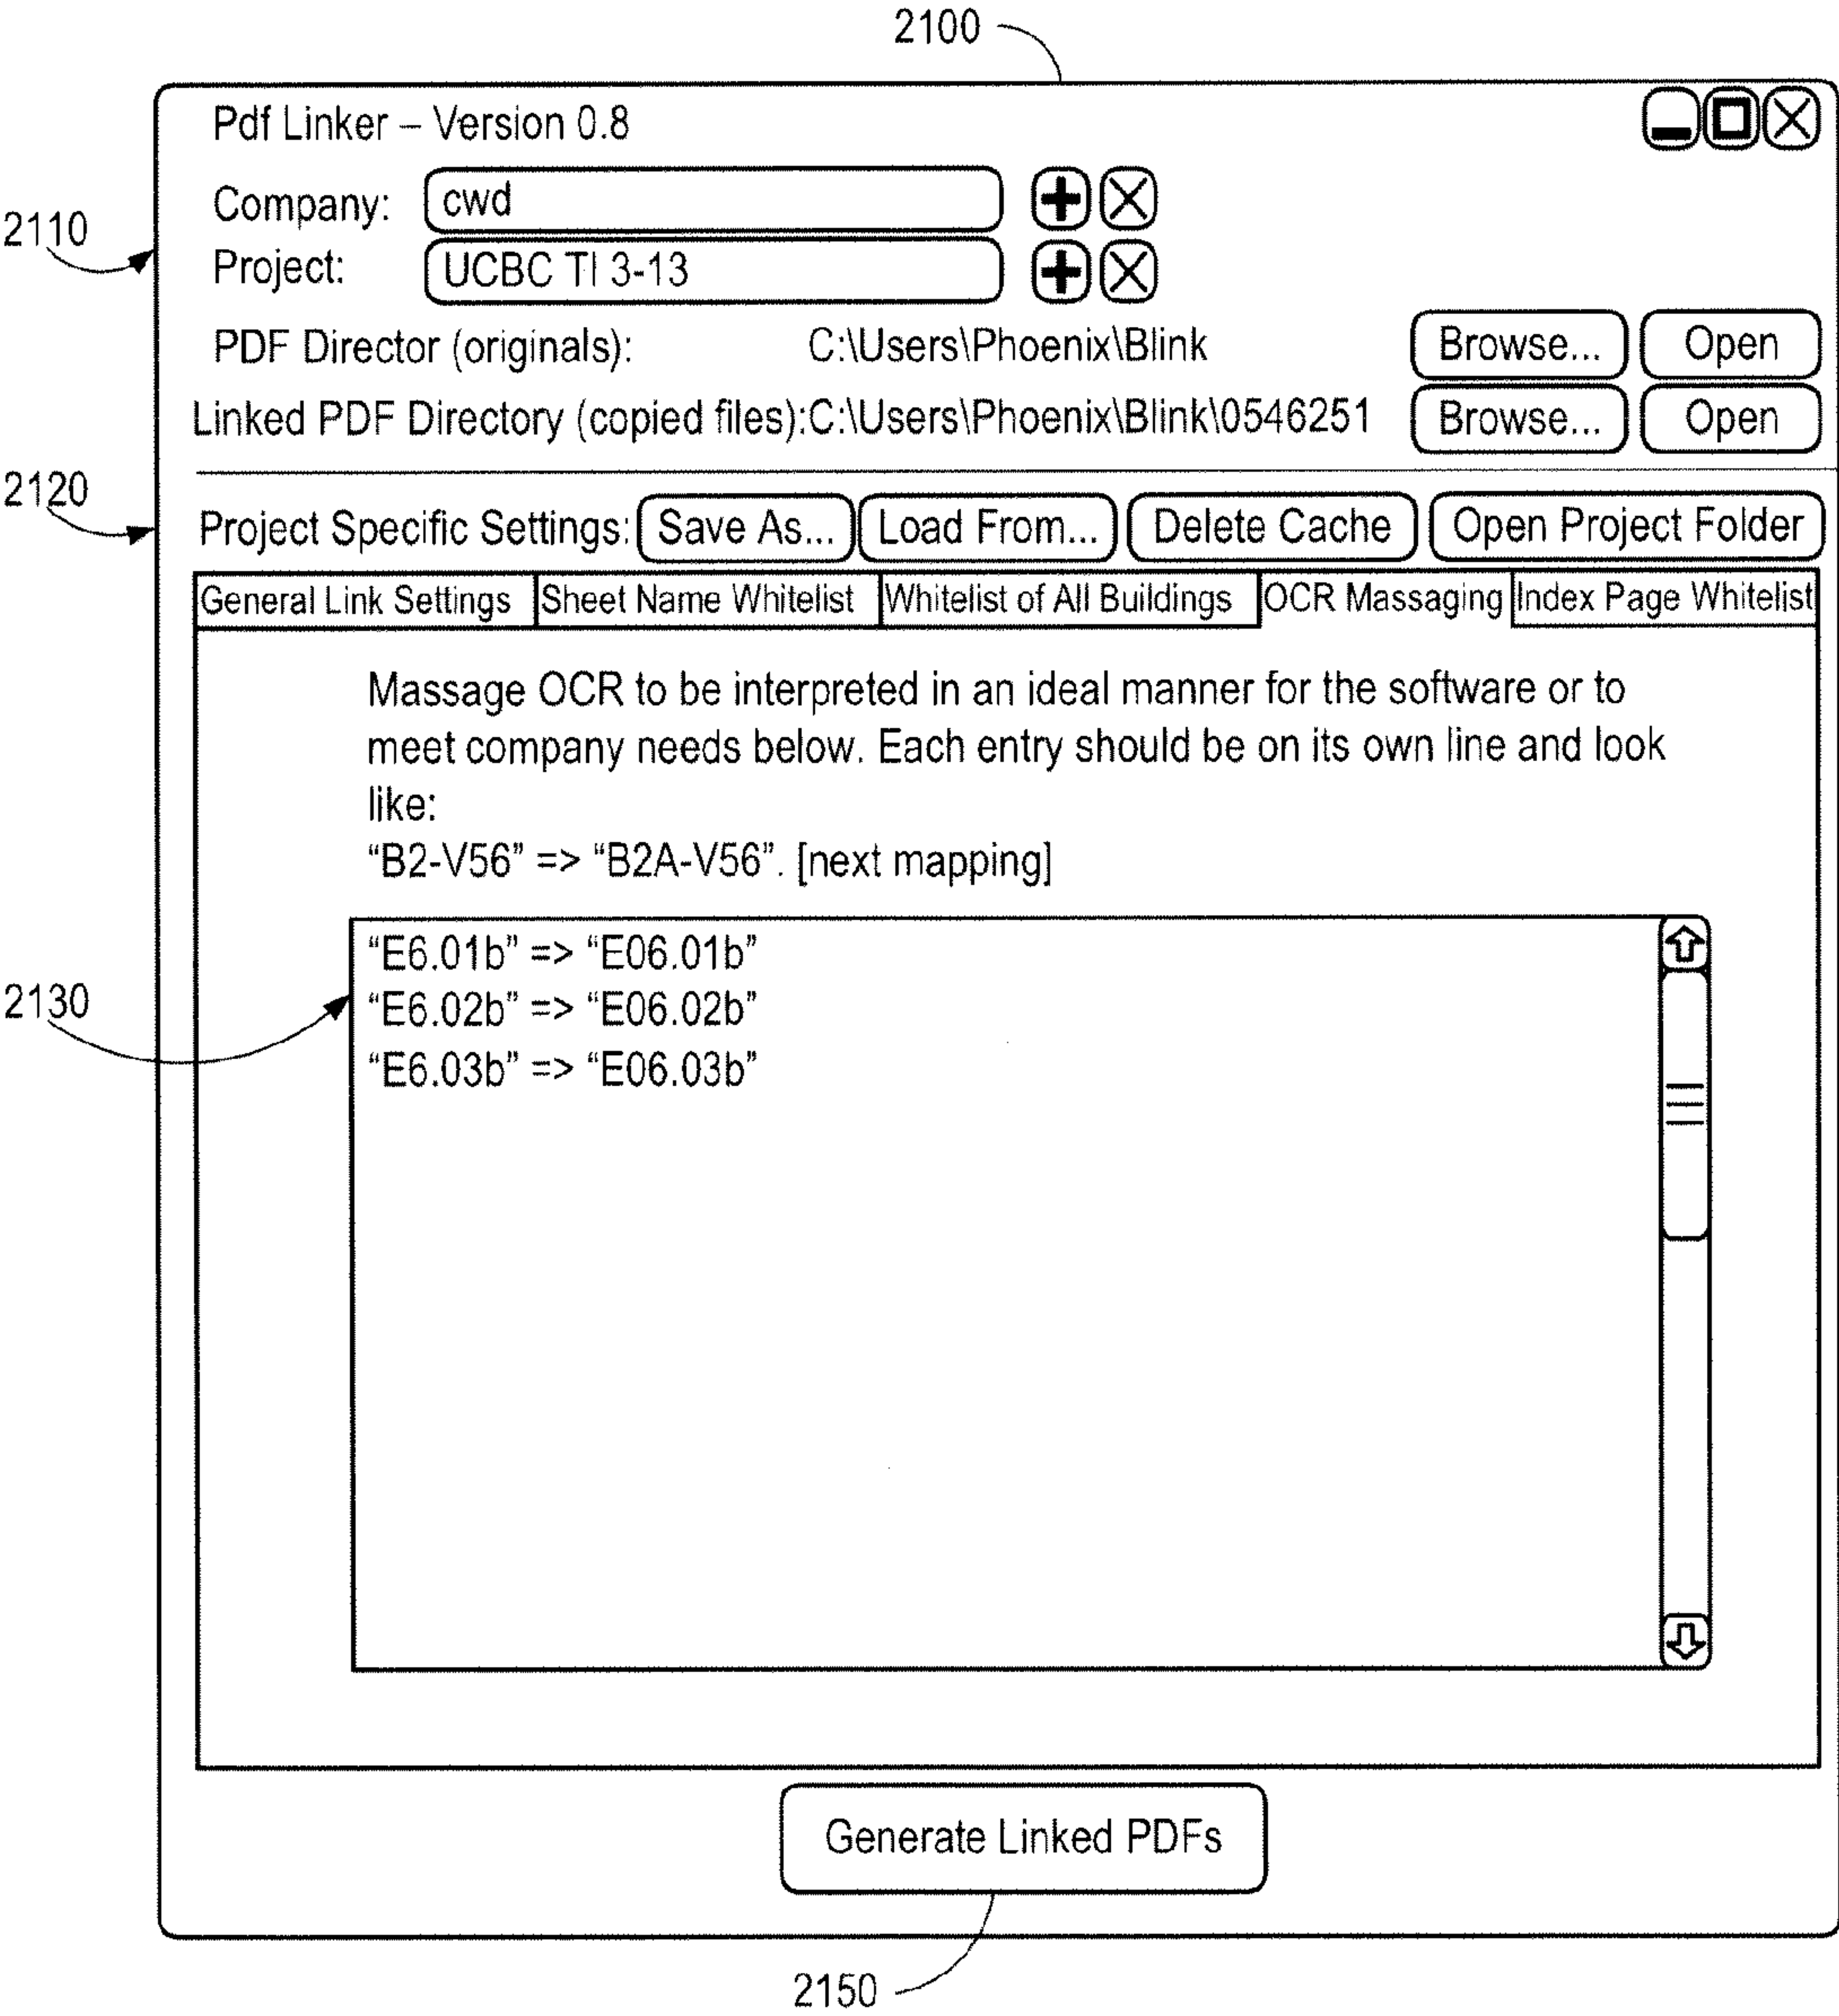 2100
Pdf Linker – Version 0.8
Company: cwd
2110
Project: UCBC TI 3-13
PDF Director (originals): C:\Users\Phoenix\Blink Browse... Open
Linked PDF Directory (copied files):C:\Users\Phoenix\Blink\0546251 Browse... Open
2120
Project Specific Settings: Save As... Load From... Delete Cache Open Project Folder
General Link Settings Sheet Name Whitelist Whitelist of All Buildings OCR Massaging Index Page Whitelist
Massage OCR to be interpreted in an ideal manner for the software or to
meet company needs below. Each entry should be on its own line and look
like:
“B2-V56” => “B2A-V56”. [next mapping]
“E6.01b” => “E06.01b”
2130
“E6.02b” => “E06.02b”
“E6.03b” => “E06.03b”
Generate Linked PDFs
2150